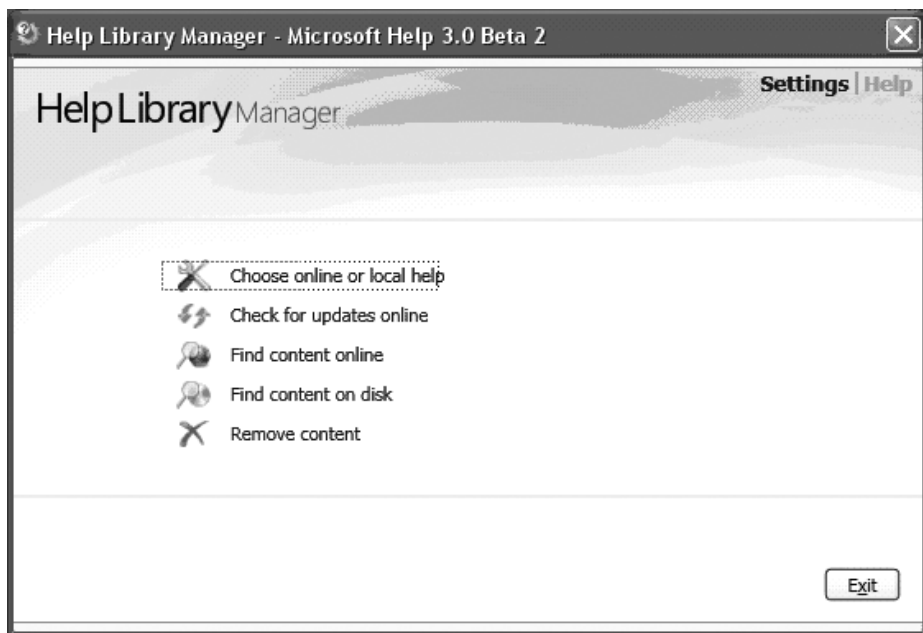 Help Library Manager - Microsoft Help 3.0 Beta 2
Settings | Help
HelpLibraryManager
Choose online or local help
Check for updates online
Find content online
Find content on disk
Remove content
Exit